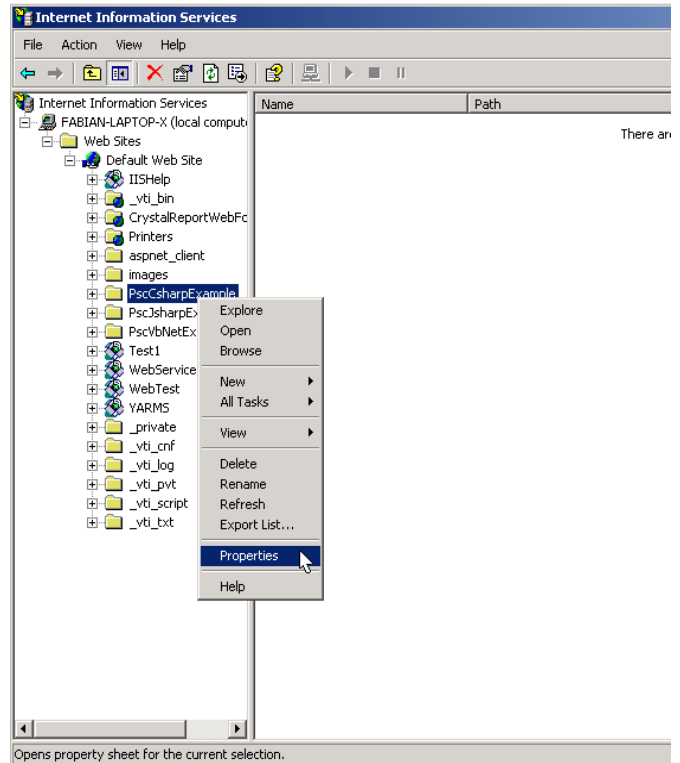 Internet Information Services
File Action View Help
Name Path
Internet Information Services
FABIAN-LAPTOP-X (local compute
There are
Web Sites
Default Web Site
IISHelp
_vti_bin
CrystalReportWebFo
Printers
aspnet_client
images
PscCsharpExample
PscJsharpEx
PscVbNetEx
Test1
WebService
WebTest
YARMS
_private
_vti_cnf
_vti_log
_vti_pvt
_vti_script
_vti_txt
Explore
Open
Browse
New
All Tasks
View
Delete
Rename
Refresh
Export List...
Properties
Help
Opens property sheet for the current selection.